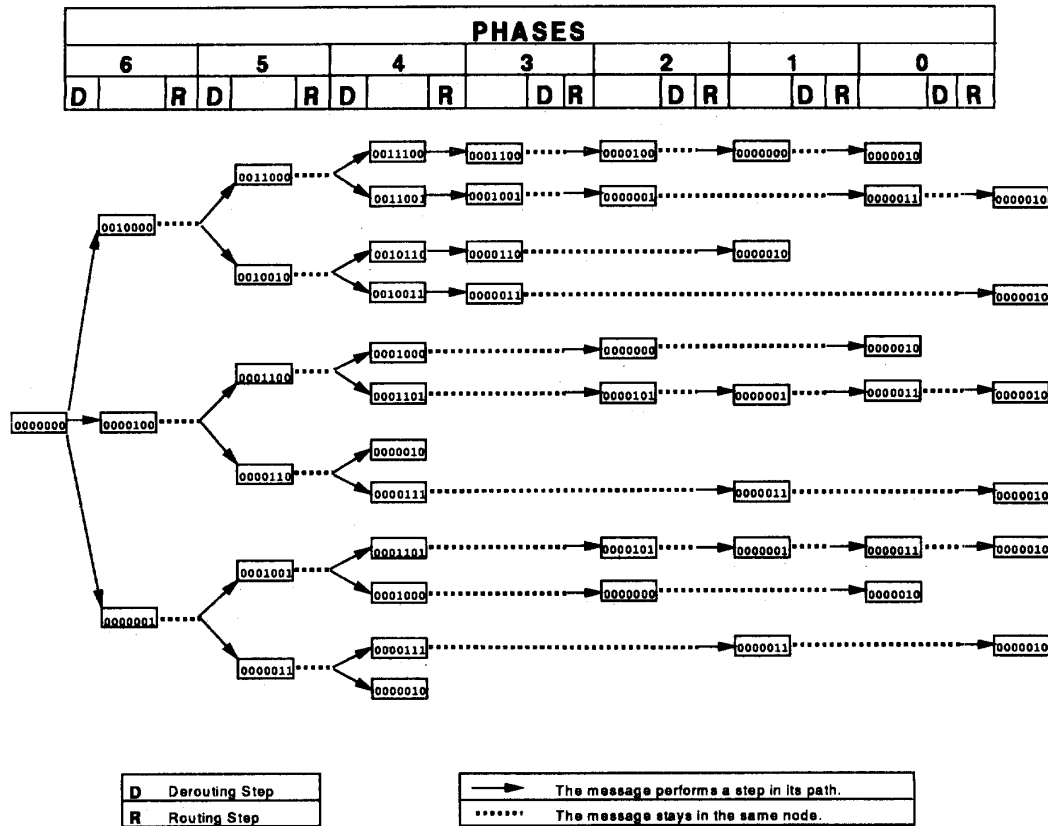 PHASES
6 5 4 3 2 1 0
D R D R D R D R D R D R D R
0011100 0001100 0000100 0000000 0000010
0011000
0011001 0001001 0000001 0000011 0000010
0010000
0010110 0000110 0000010
0010010
0010011 0000011 0000010
0001000 0000000 0000010
0001100
0001101 0000101 0000001 0000011 0000010
0000000 0000100
0000010
0000110
0000111 0000011 0000010
0001101 0000101 0000001 0000011 0000010
0001001
0001000 0000000 0000010
0000001
0000111 0000011 0000010
0000011
0000010
D Derouting Step
R Routing Step
The message performs a step in its path.
The message stays in the same node.